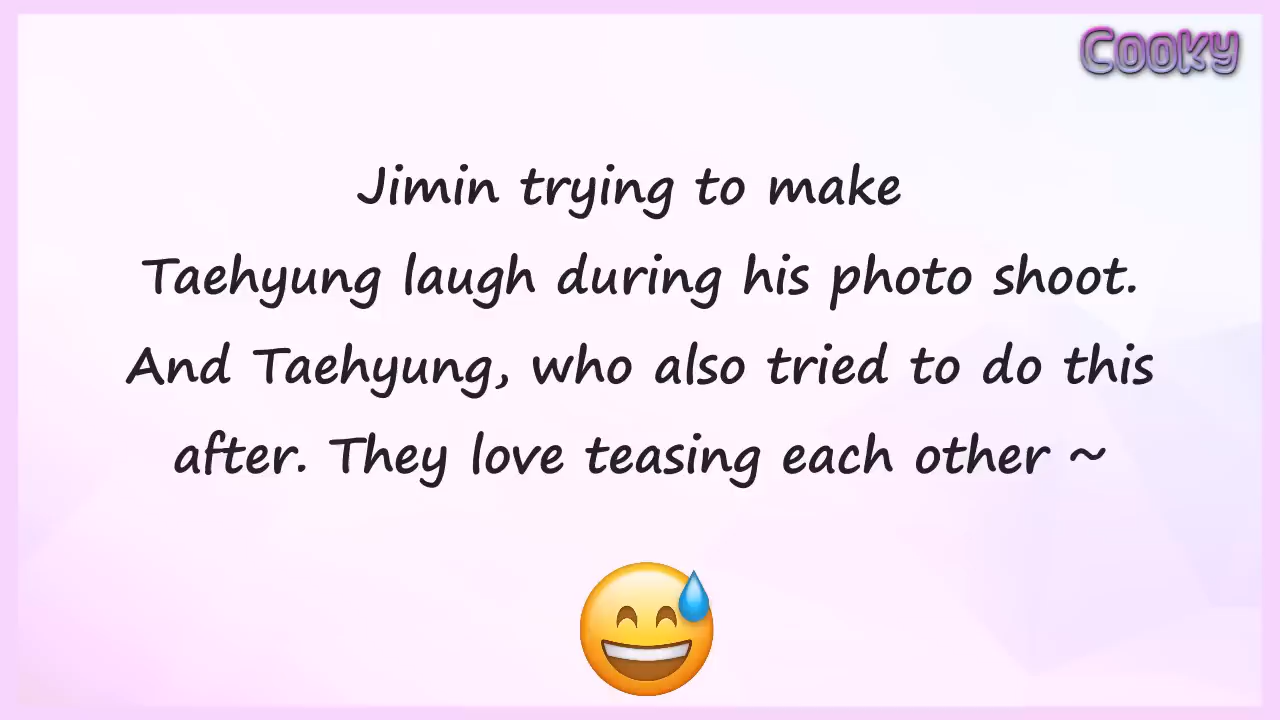 Cooky
Jimin trying to make
Taehyung laugh during his photo shoot.
And Taehyung, who also tried to do this
after. They love teasing each other ~